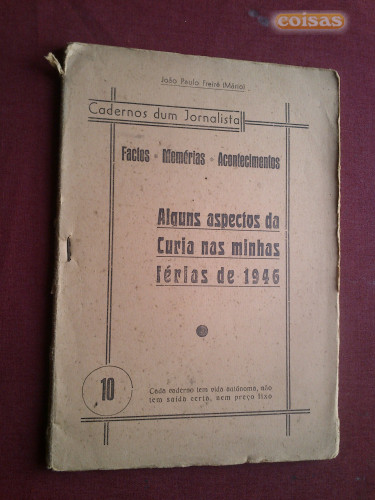 coisas
João Paulo Freire (Mário)
Cadernos dum Jornalista
Factos - Memórias - Acontecimentos
Alguns aspectos da
Curia nas minhas
férias de 1946
10
Cada caderno tem vida autónoma, não
tem saída certa, nem preço fixo